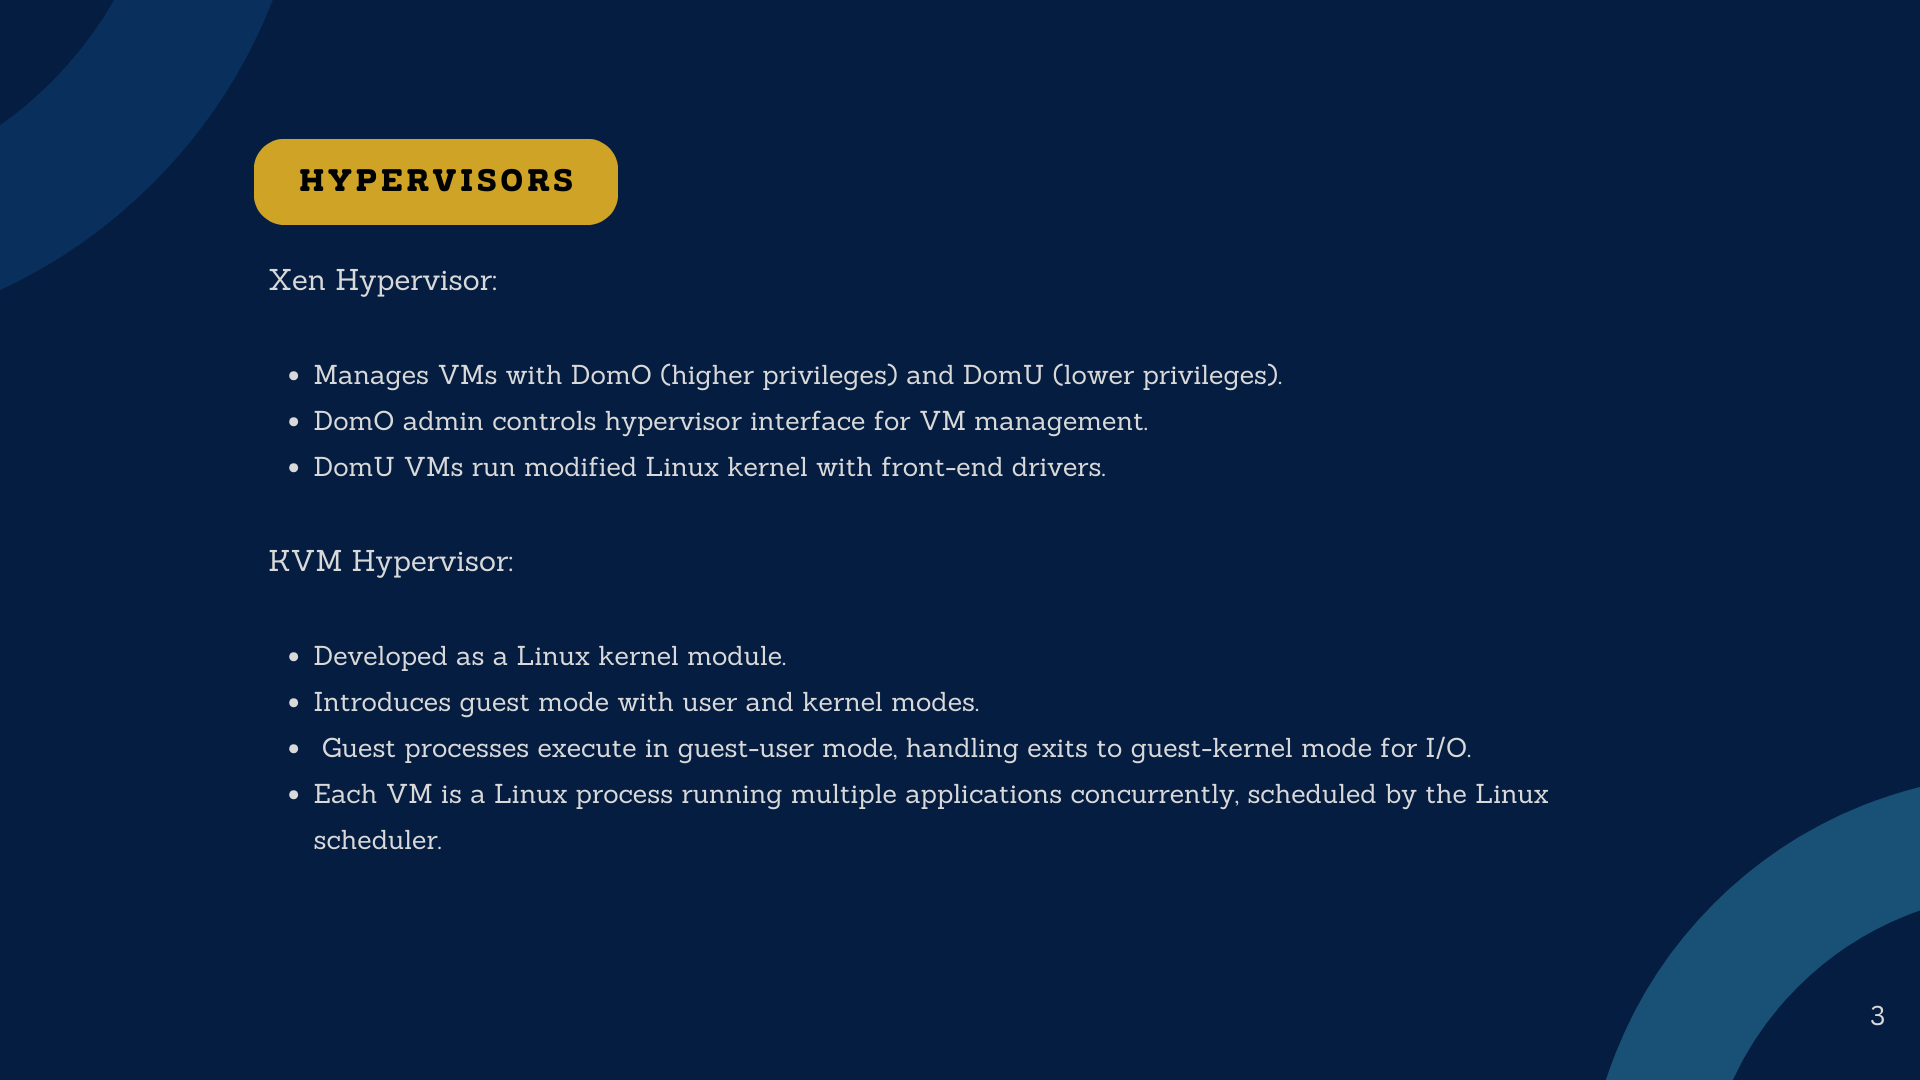 HYPERVISORS
Xen Hypervisor:
• Manages VMs with DomO (higher privileges) and DomU (lower privileges).
• DomO admin controls hypervisor interface for VM management.
• DomU VMs run modified Linux kernel with front-end drivers.
KVM Hypervisor:
• Developed as a Linux kernel module.
• Introduces guest mode with user and kernel modes.
• Guest processes execute in guest-user mode, handling exits to guest-kernel mode for I/O.
• Each VM is a Linux process running multiple applications concurrently, scheduled by the Linux
scheduler.
3